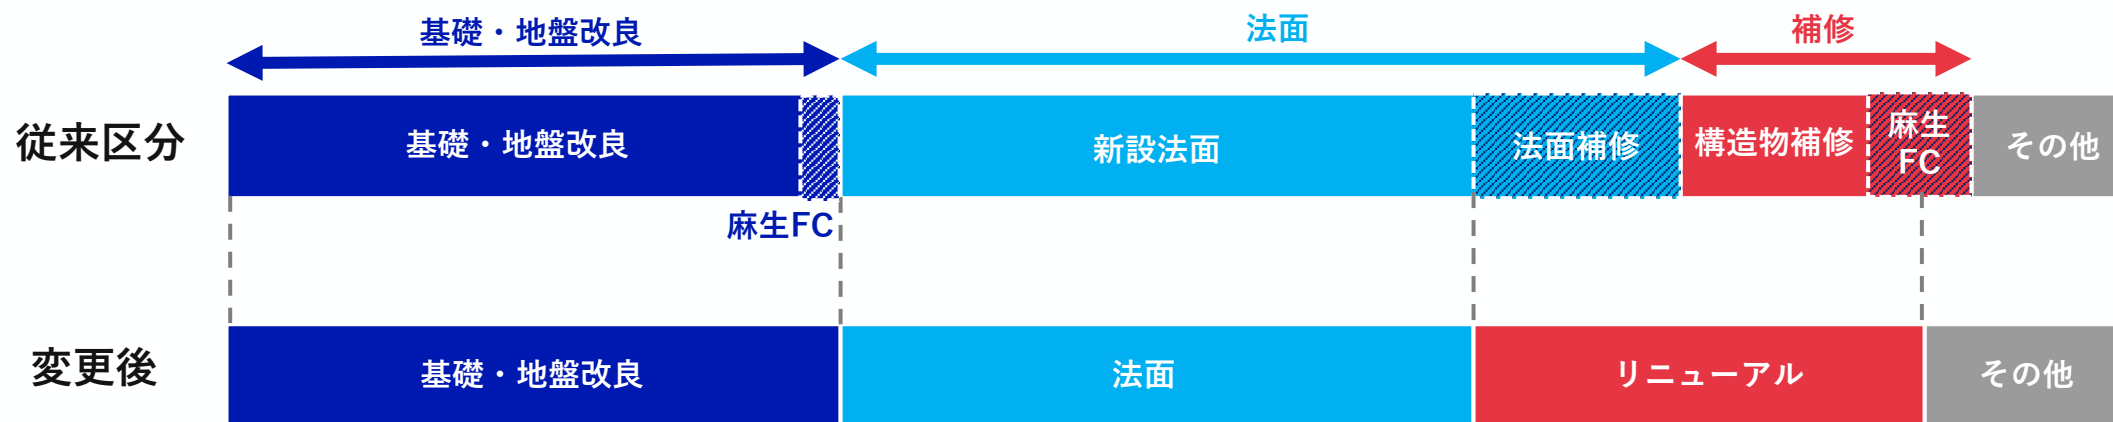 基礎・地盤改良
法面
補修
従来区分
基礎・地盤改良
新設法面
法面補修
構造物補修
麻生
FC
その他
麻生FC
変更後
基礎・地盤改良
法面
リニューアル
その他